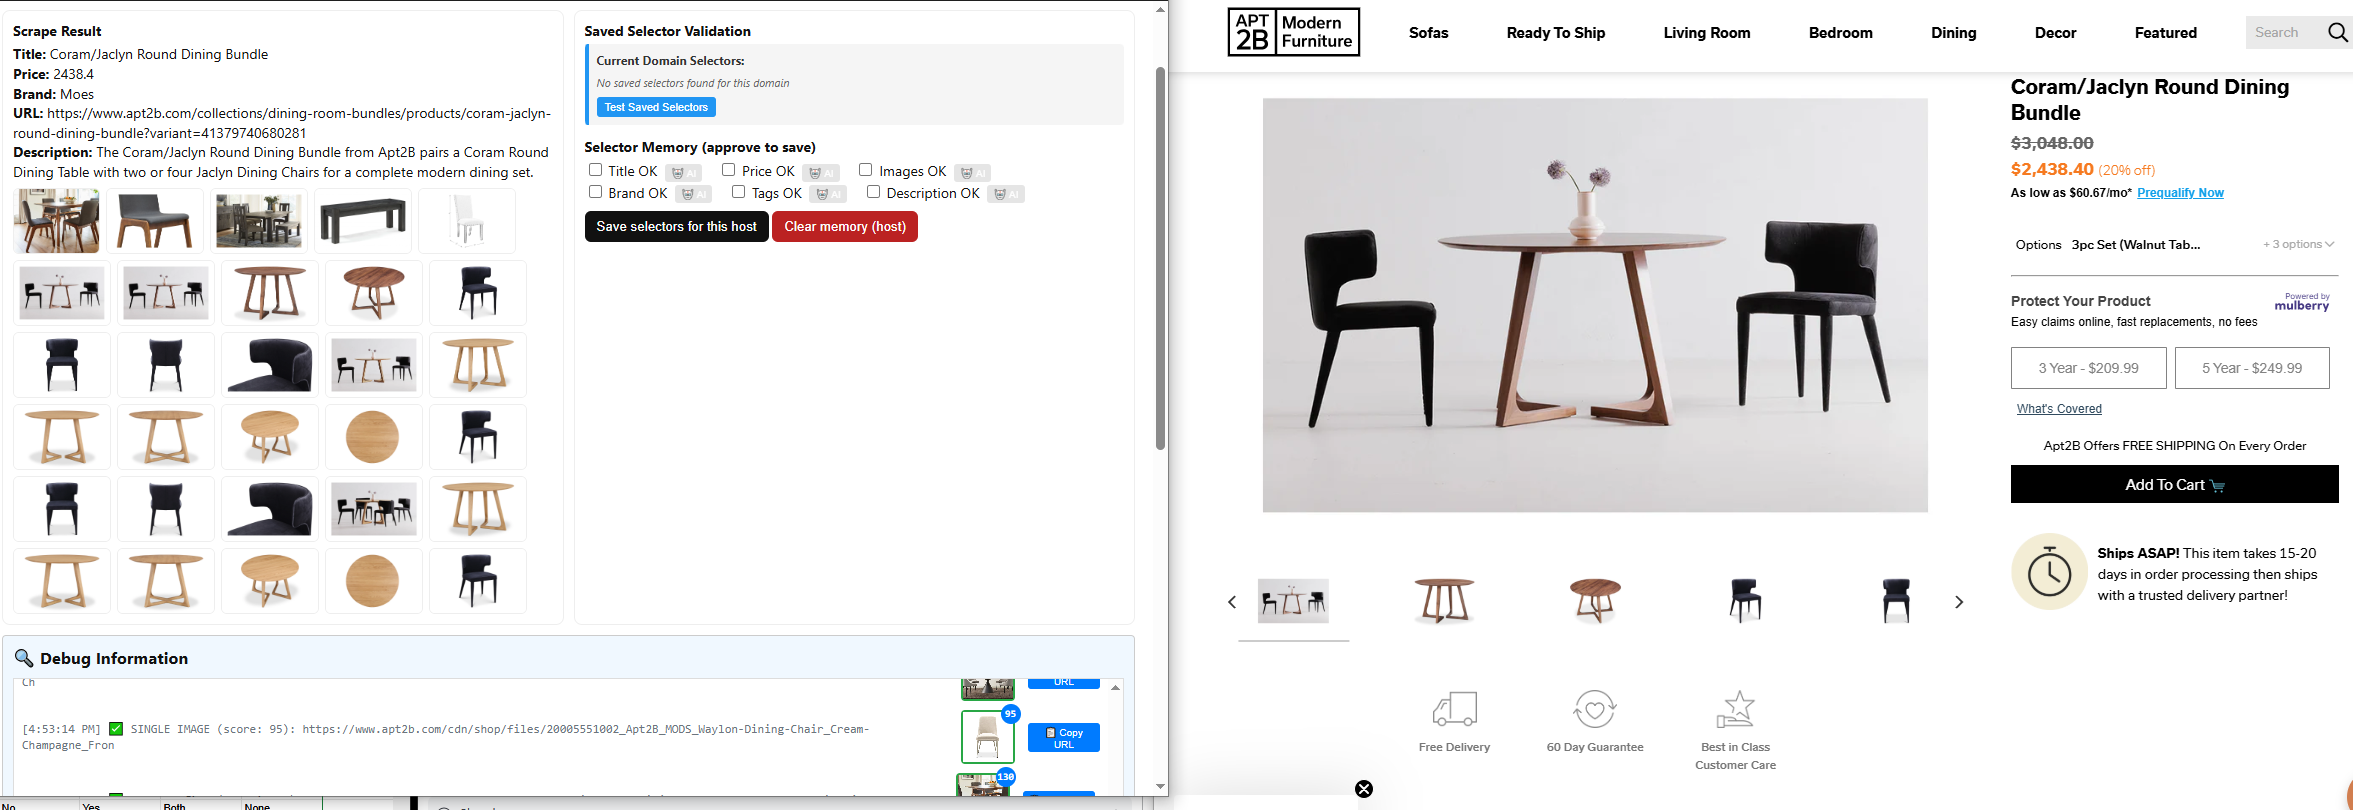 Scrape Result
Title: Coram/Jaclyn Round Dining Bundle
Price: 2438.4
Brand: Moes
URL: https://www.apt2b.com/collections/dining-room-bundles/products/coram-jaclyn-
round-dining-bundle?variant=41379740680281
Description: The Coram/Jaclyn Round Dining Bundle from Apt2B pairs a Coram Round
Dining Table with two or four Jaclyn Dining Chairs for a complete modern dining set.
Saved Selector Validation
Current Domain Selectors:
No saved selectors found for this domain
Test Saved Selectors
Selector Memory (approve to save)
Title OK AI Price OK AI Images OK AI
Brand OK AI Tags OK AI Description OK AI
Save selectors for this host Clear memory (host)
Debug Information
Ch
URL
[4:53:14 PM] ✅ SINGLE IMAGE (score: 95): https://www.apt2b.com/cdn/shop/files/20005551002_Apt2B_MODS_Waylon-Dining-Chair_Cream-
Champagne_Fron
95
Copy
URL
130
No Yes Both None
APT
2B
Modern
Furniture
Sofas Ready To Ship Living Room Bedroom Dining Decor Featured
Search
Coram/Jaclyn Round Dining
Bundle
$3,048.00
$2,438.40 (20% off)
As low as $60.67/mo* Prequalify Now
Options 3pc Set (Walnut Tab... + 3 options
Protect Your Product
Powered by
mulberry
Easy claims online, fast replacements, no fees
3 Year - $209.99 5 Year - $249.99
What's Covered
Apt2B Offers FREE SHIPPING On Every Order
Add To Cart
Ships ASAP! This item takes 15-20
days in order processing then ships
with a trusted delivery partner!
Free Delivery
60 Day Guarantee
Best in Class
Customer Care